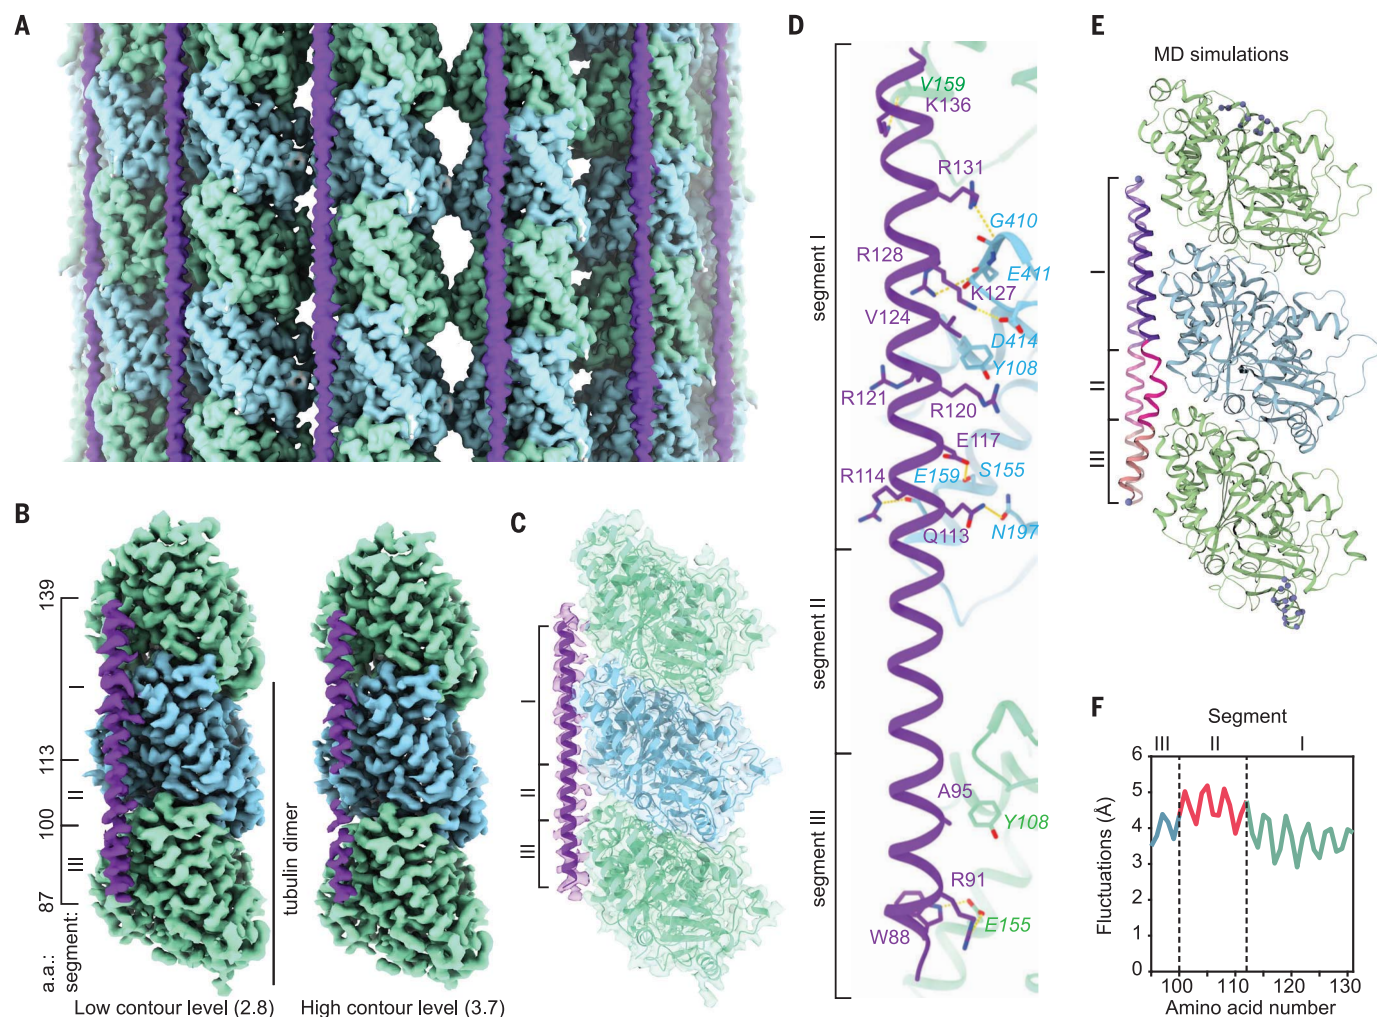 A
B
139
I
113
II
100
III
87
a.a.:
segment:
tubulin dimer
Low contour level (2.8)
High contour level (3.7)
C
I
II
III
D
segment I
segment II
segment III
V159
K136
R131
G410
R128
E411
K127
V124
D414
Y108
R121
R120
E117
R114
E159
S155
Q113
N197
A95
Y108
R91
W88
E155
E
MD simulations
I
II
III
F
Segment
III II I
Fluctuations (Å)
6
5
4
3
2
1
0
100 110 120 130
Amino acid number